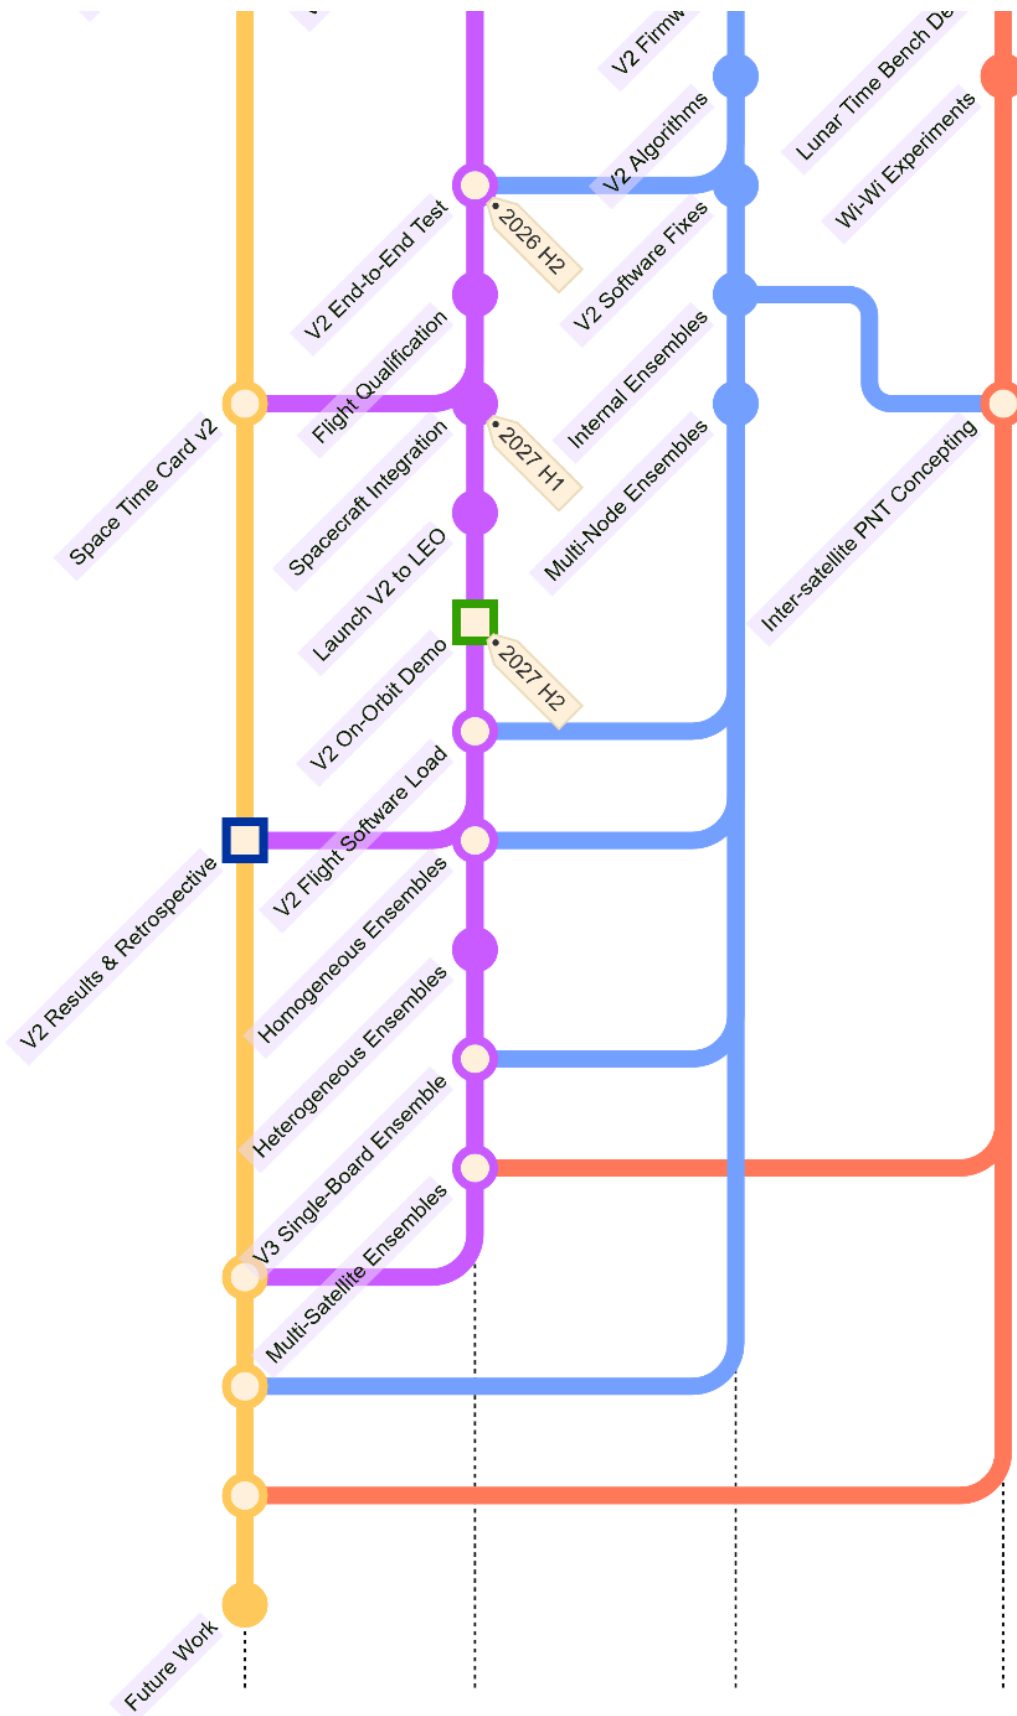 V2 Firmw
Lunar Time Bench De
V2 Algorithms
Wi-Wi Experiments
V2 End-to-End Test
2026 H2
V2 Software Fixes
Flight Qualification
Internal Ensembles
Space Time Card v2
Spacecraft Integration
2027 H1
Multi-Node Ensembles
Inter-satellite PNT Concepting
Launch V2 to LEO
V2 On-Orbit Demo
2027 H2
V2 Flight Software Load
V2 Results & Retrospective
Homogeneous Ensembles
Heterogeneous Ensembles
V3 Single-Board Ensemble
Multi-Satellite Ensembles
Future Work